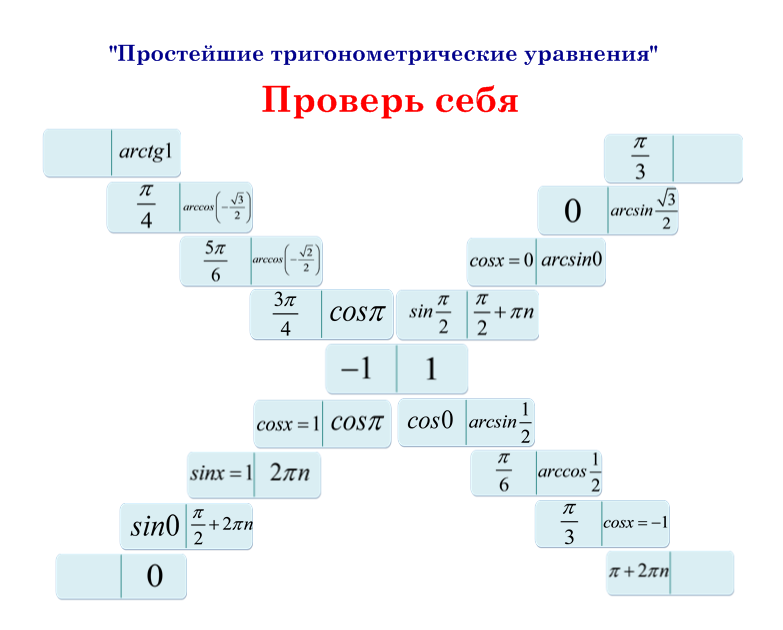 "Простейшие тригонометрические уравнения"
Проверь себя
arctg1 π/3
π/4 arccos(−√3/2) 0 arcsin √3/2
5π/6 arccos(−√2/2) cosx = 0 arcsin0
3π/4 cosπ sin π/2 π/2 + πn
−1 1
cosx = 1 cosπ cos0 arcsin 1/2
sinx = 1 2πn π/6 arccos 1/2
sin0 π/2 + 2πn π/3 cosx = −1
0 π + 2πn